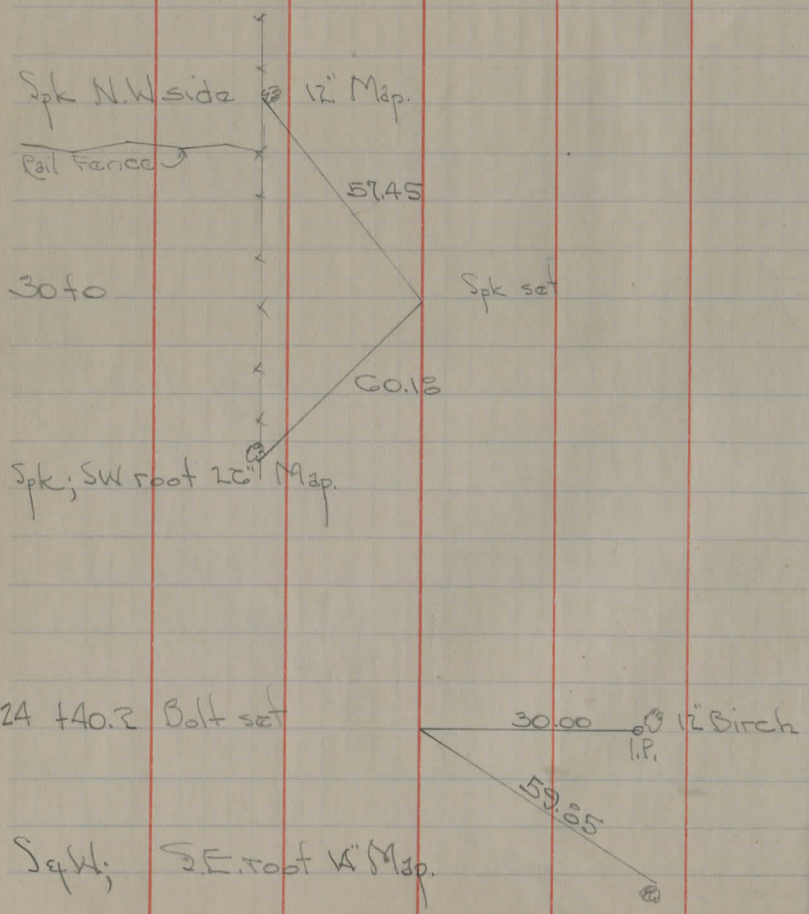 Spk N.W side 12" Map.
Rail Fence
57.45
30+0 Spk set
60.18
Spk; SW root 26" Map.
24 +40.2 Bolt set 30.00 12" Birch
I.P.
59.85
S.E. root 14" Map.